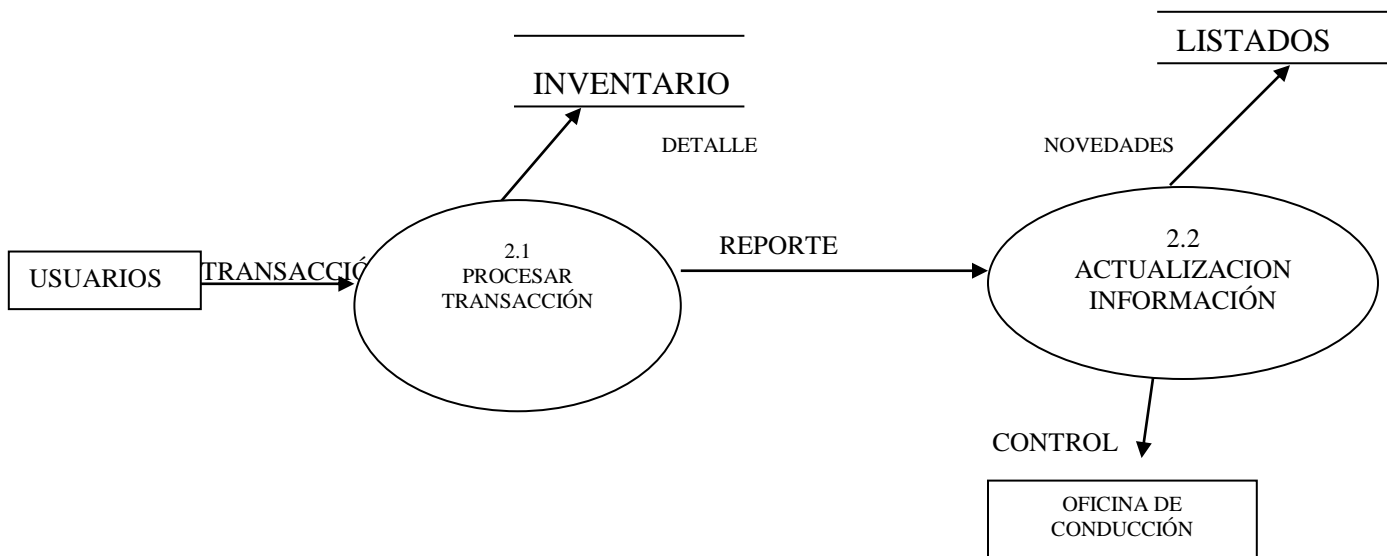 LISTADOS
INVENTARIO
DETALLE
NOVEDADES
USUARIOS
TRANSACCIÓ
2.1
PROCESAR
TRANSACCIÓN
REPORTE
2.2
ACTUALIZACION
INFORMACIÓN
CONTROL
OFICINA DE
CONDUCCIÓN